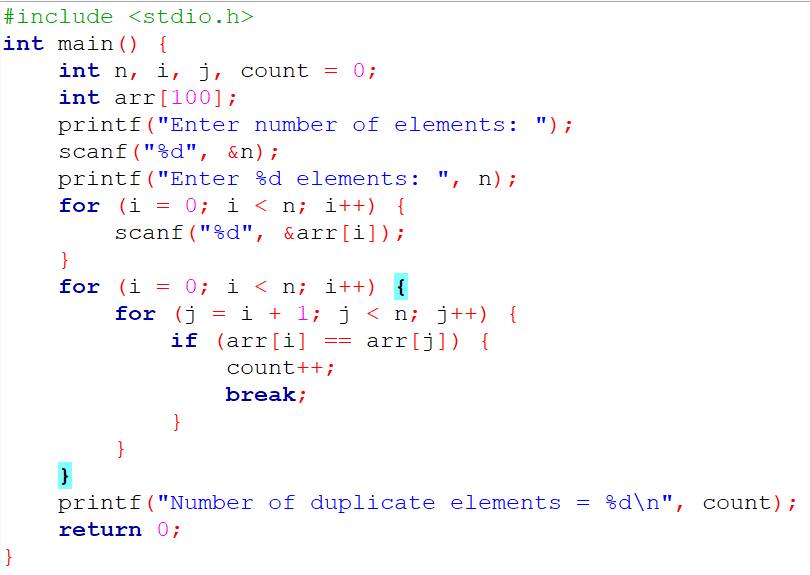 #include <stdio.h>
int main() {
    int n, i, j, count = 0;
    int arr[100];
    printf("Enter number of elements: ");
    scanf("%d", &n);
    printf("Enter %d elements: ", n);
    for (i = 0; i < n; i++) {
        scanf("%d", &arr[i]);
    }
    for (i = 0; i < n; i++) {
        for (j = i + 1; j < n; j++) {
            if (arr[i] == arr[j]) {
                count++;
                break;
            }
        }
    }
    printf("Number of duplicate elements = %d\n", count);
    return 0;
}